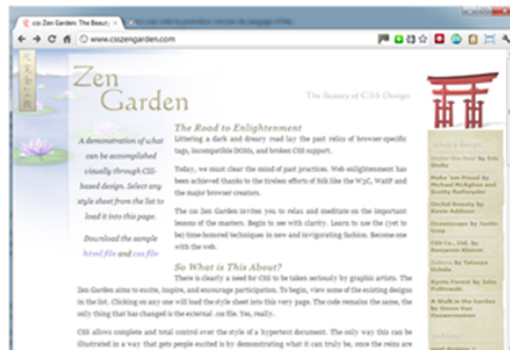 css Zen Garden: The Beauty
www.csszengarden.com
Zen
Garden
The Beauty of CSS Design
A demonstration of what
can be accomplished
visually through CSS-
based design. Select any
style sheet from the list to
load it into this page.
Download the sample
html file and css file
The Road to Enlightenment
Littering a dark and dreary road lay the past relics of browser-specific
tags, incompatible DOMs, and broken CSS support.
Today, we must clear the mind of past practices. Web enlightenment has
been achieved thanks to the tireless efforts of folk like the W3C, WaSP and
the major browser creators.
The css Zen Garden invites you to relax and meditate on the important
lessons of the masters. Begin to see with clarity. Learn to use the (yet to
be) time-honored techniques in new and invigorating fashion. Become one
with the web.
So What is This About?
There is clearly a need for CSS to be taken seriously by graphic artists. The
Zen Garden aims to excite, inspire, and encourage participation. To begin, view some of the existing designs
in the list. Clicking on any one will load the style sheet into this very page. The code remains the same, the
only thing that has changed is the external .css file. Yes, really.
CSS allows complete and total control over the style of a hypertext document. The only way this can be
illustrated in a way that gets people excited is by demonstrating what it can truly be, once the reins are
select a design:
Under the Sea! by Eric
Stoltz
Make 'em Proud by
Michael McAghon and
Scotty Reifsnyder
Orchid Beauty by
Kevin Addison
Oceanscape by Justin
Gray
CSS Co., Ltd. by
Benjamin Klemm
Sakura by Tatsuya
Uchida
Kyoto Forest by John
Politowski
A Walk in the Garden
by Simon Van
Hauwermeiren
archives:
next designs »